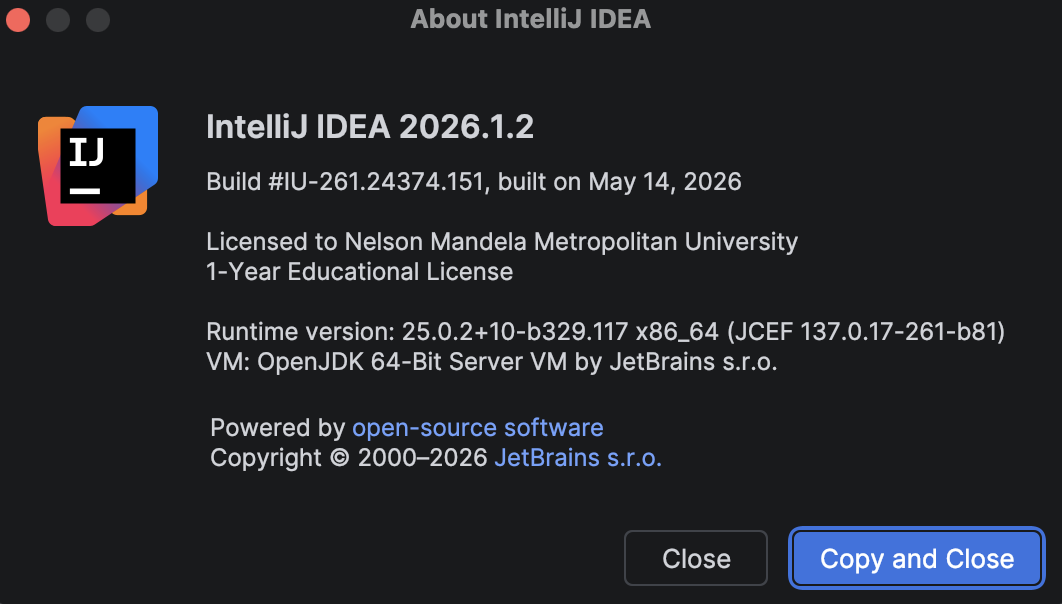 About IntelliJ IDEA
IJ
IntelliJ IDEA 2026.1.2
Build #IU-261.24374.151, built on May 14, 2026
Licensed to Nelson Mandela Metropolitan University
1-Year Educational License
Runtime version: 25.0.2+10-b329.117 x86_64 (JCEF 137.0.17-261-b81)
VM: OpenJDK 64-Bit Server VM by JetBrains s.r.o.
Powered by open-source software
Copyright © 2000–2026 JetBrains s.r.o.
Close
Copy and Close